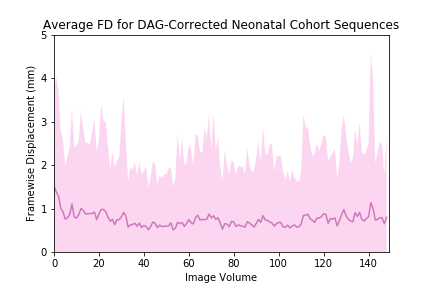 Average FD for DAG-Corrected Neonatal Cohort Sequences
5
4
3
2
1
0
Framewise Displacement (mm)
0 20 40 60 80 100 120 140
Image Volume